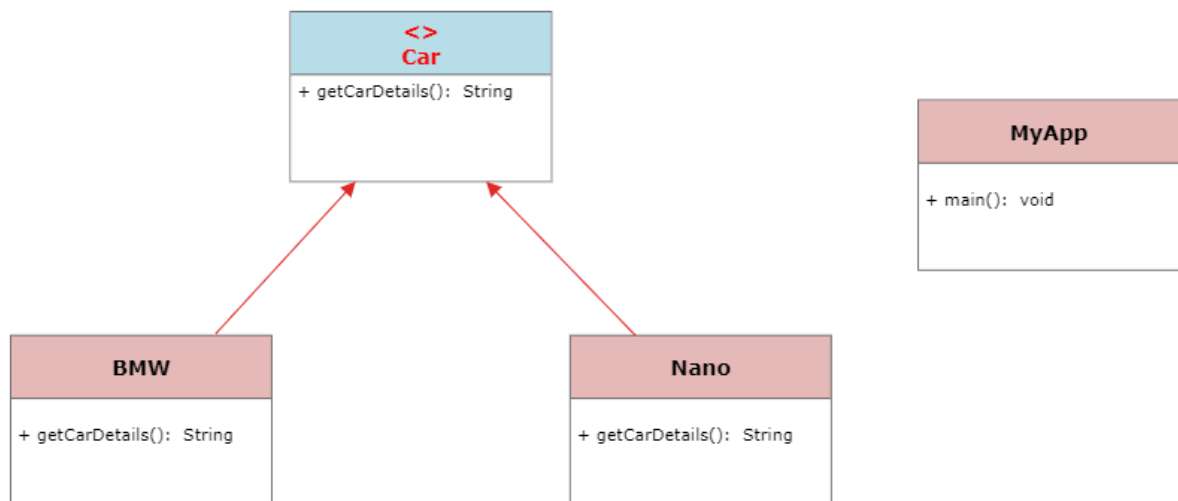 <>
Car
+ getCarDetails(): String
MyApp
+ main(): void
BMW
+ getCarDetails(): String
Nano
+ getCarDetails(): String